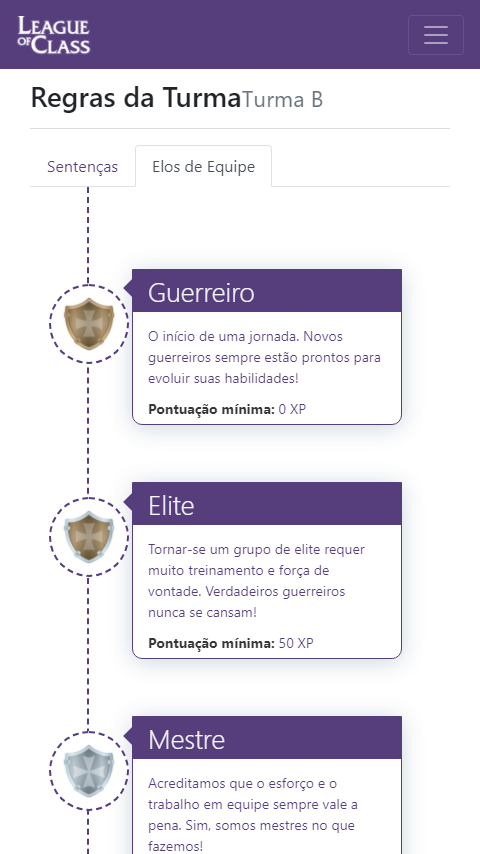 LEAGUE
OF CLASS
Regras da Turma Turma B
Sentenças
Elos de Equipe
Guerreiro
O início de uma jornada. Novos
guerreiros sempre estão prontos para
evoluir suas habilidades!
Pontuação mínima: 0 XP
Elite
Tornar-se um grupo de elite requer
muito treinamento e força de
vontade. Verdadeiros guerreiros
nunca se cansam!
Pontuação mínima: 50 XP
Mestre
Acreditamos que o esforço e o
trabalho em equipe sempre vale a
pena. Sim, somos mestres no que
fazemos!